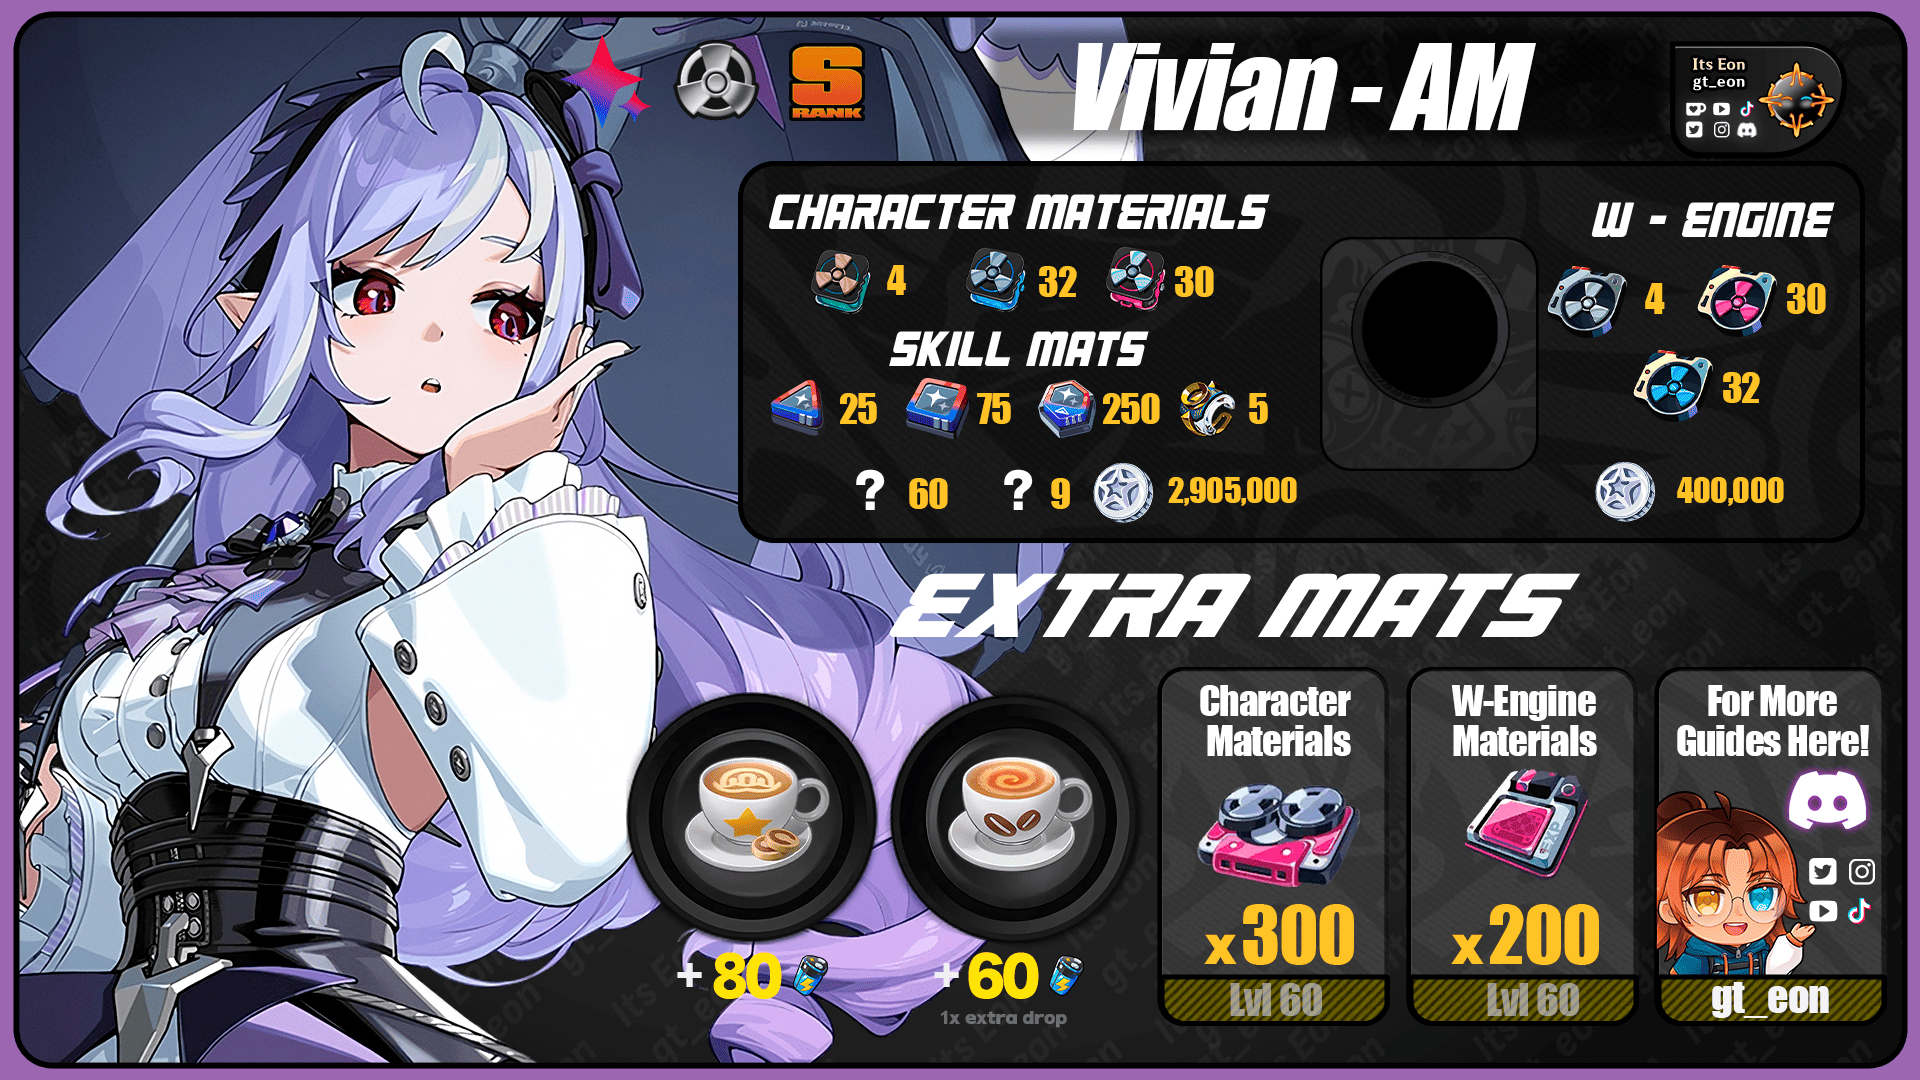 S
RANK
Vivian - AM
Its Eon
gt_eon
CHARACTER MATERIALS
4
32
30
SKILL MATS
25
75
250
5
? 60
? 9
2,905,000
W - ENGINE
4
30
32
400,000
EXTRA MATS
+ 80
+ 60
1x extra drop
Character
Materials
x300
Lvl 60
W-Engine
Materials
x200
Lvl 60
For More
Guides Here!
gt_eon